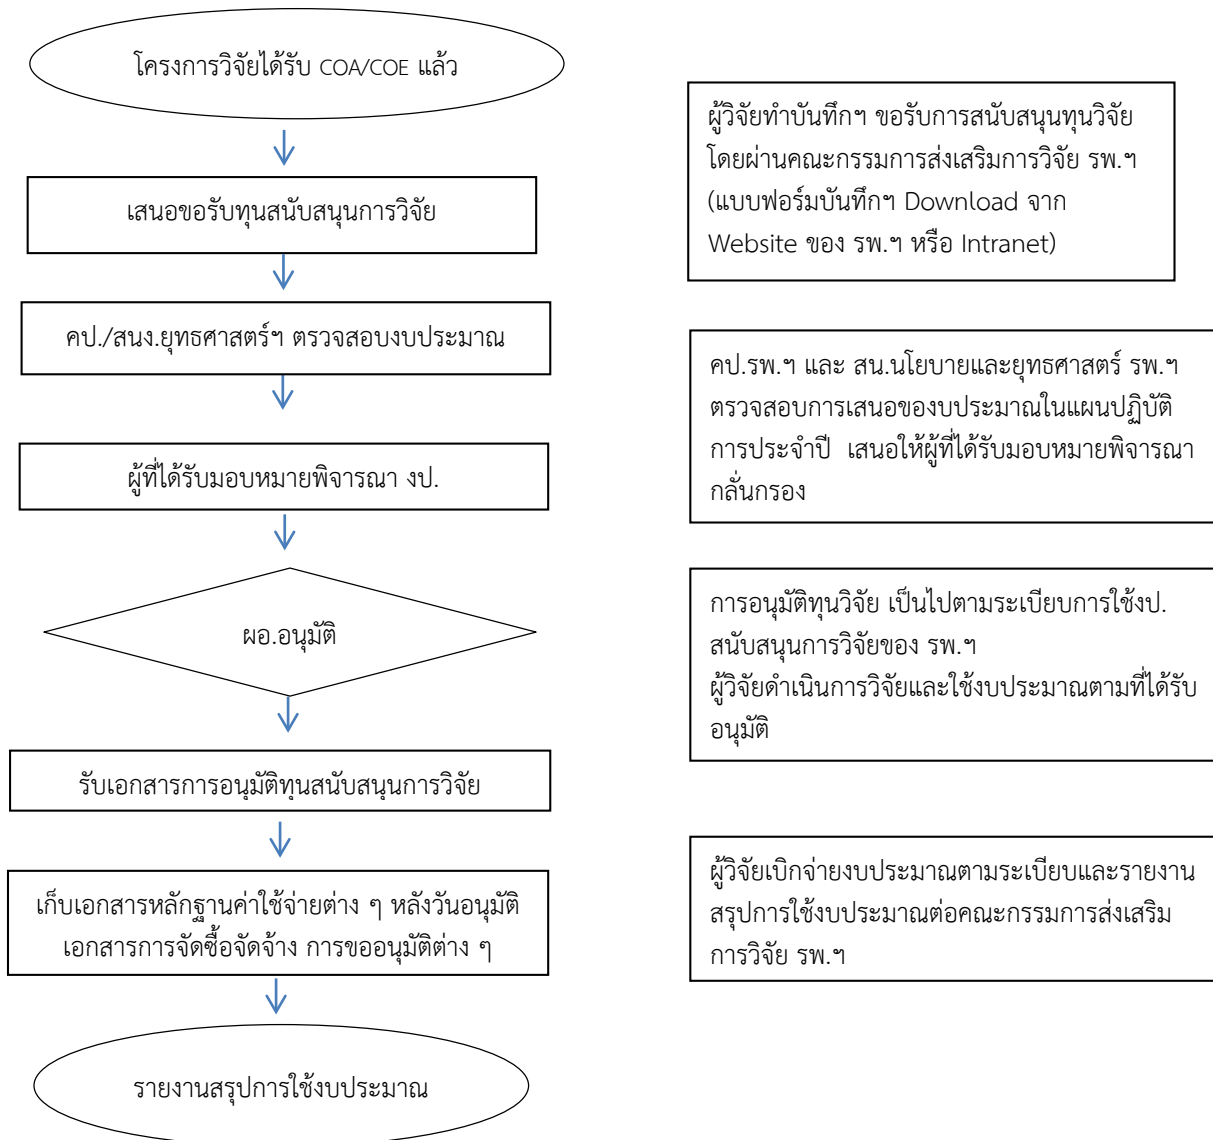 โครงการวิจัยได้รับ COA/COE แล้ว
เสนอขอรับทุนสนับสนุนการวิจัย
คป./สนง.ยุทธศาสตร์ฯ ตรวจสอบงบประมาณ
ผู้ที่ได้รับมอบหมายพิจารณา งป.
ผอ.อนุมัติ
รับเอกสารการอนุมัติทุนสนับสนุนการวิจัย
เก็บเอกสารหลักฐานค่าใช้จ่ายต่าง ๆ หลังวันอนุมัติ
เอกสารการจัดซื้อจัดจ้าง การขออนุมัติต่าง ๆ
รายงานสรุปการใช้งบประมาณ
ผู้วิจัยทำบันทึกฯ ขอรับการสนับสนุนทุนวิจัย
โดยผ่านคณะกรรมการส่งเสริมการวิจัย รพ.ฯ
(แบบฟอร์มบันทึกฯ Download จาก
Website ของ รพ.ฯ หรือ Intranet)
คป.รพ.ฯ และ สน.นโยบายและยุทธศาสตร์ รพ.ฯ
ตรวจสอบการเสนอของบประมาณในแผนปฏิบัติ
การประจำปี เสนอให้ผู้ที่ได้รับมอบหมายพิจารณา
กลั่นกรอง
การอนุมัติทุนวิจัย เป็นไปตามระเบียบการใช้งป.
สนับสนุนการวิจัยของ รพ.ฯ
ผู้วิจัยดำเนินการวิจัยและใช้งบประมาณตามที่ได้รับ
อนุมัติ
ผู้วิจัยเบิกจ่ายงบประมาณตามระเบียบและรายงาน
สรุปการใช้งบประมาณต่อคณะกรรมการส่งเสริม
การวิจัย รพ.ฯ